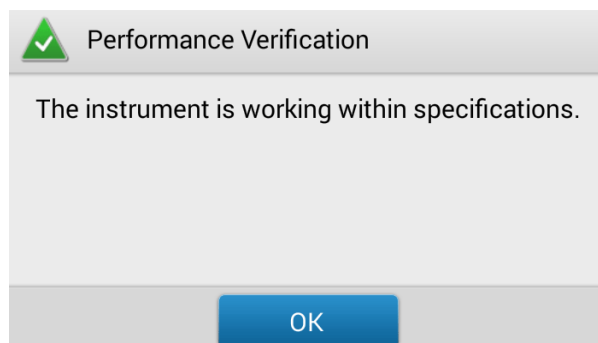 Performance Verification
The instrument is working within specifications.
OK